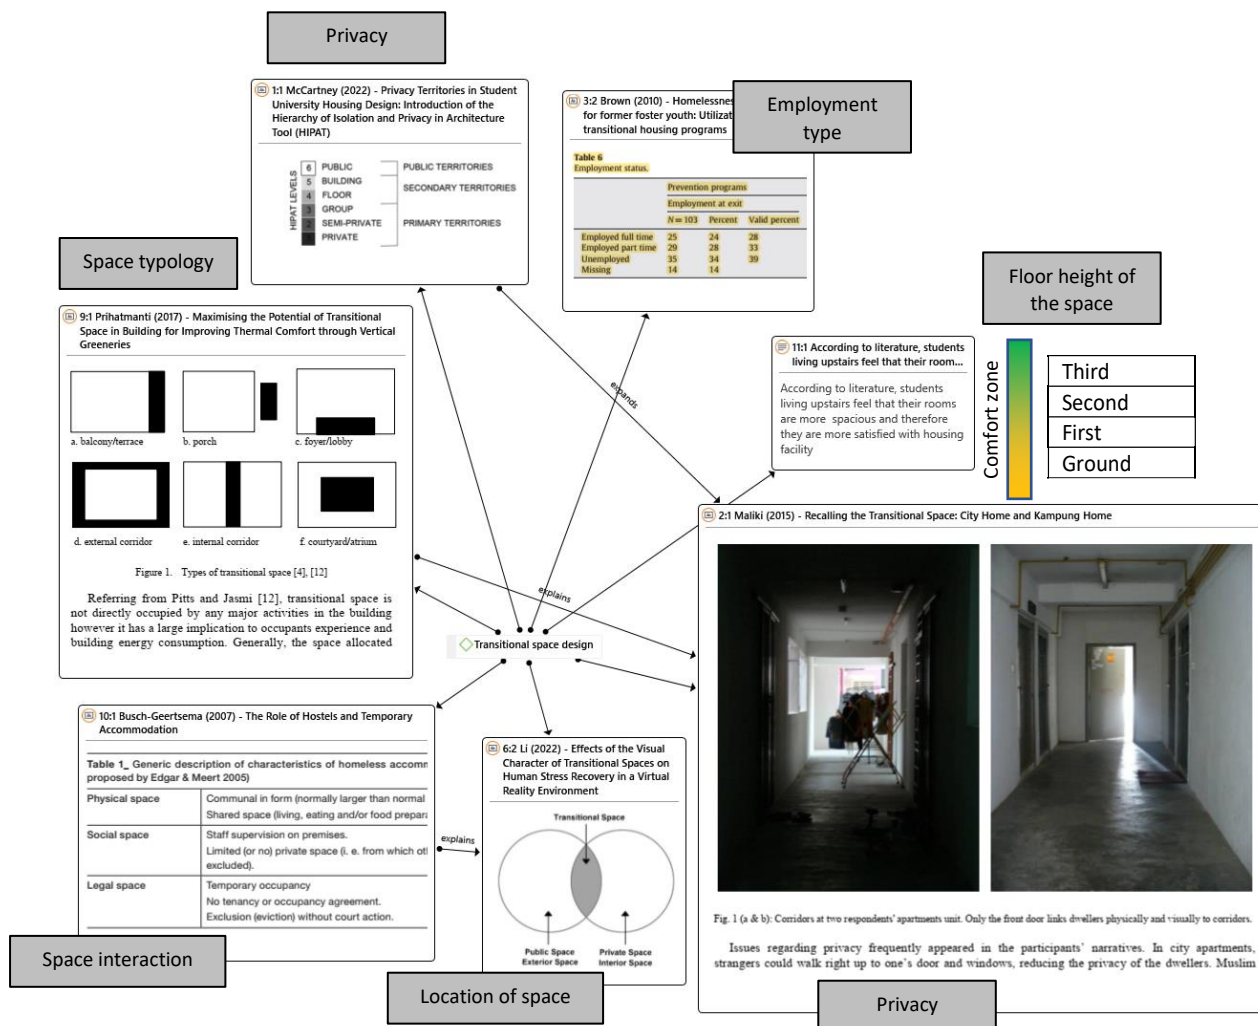 Privacy
1:1 McCartney (2022) - Privacy Territories in Student
University Housing Design: Introduction of the
Hierarchy of Isolation and Privacy in Architecture
Tool (HIPAT)
HIPAT LEVELS
6 PUBLIC
5 BUILDING
4 FLOOR
3 GROUP
2 SEMI-PRIVATE
PRIVATE
PUBLIC TERRITORIES
SECONDARY TERRITORIES
PRIMARY TERRITORIES
3:2 Brown (2010) - Homelessnes
for former foster youth: Utilizat
transitional housing programs
Employment
type
Table 6
Employment status.
Prevention programs
Employment at exit
N = 103 Percent Valid percent
Employed full time 25 24 28
Employed part time 29 28 33
Unemployed 35 34 39
Missing 14 14
Space typology
9:1 Prihatmanti (2017) - Maximising the Potential of Transitional
Space in Building for Improving Thermal Comfort through Vertical
Greeneries
a. balcony/terrace b. porch c. foyer/lobby
d. external corridor e. internal corridor f. courtyard/atrium
Figure 1. Types of transitional space [4], [12]
Referring from Pitts and Jasmi [12], transitional space is
not directly occupied by any major activities in the building
however it has a large implication to occupants experience and
building energy consumption. Generally, the space allocated
Floor height of
the space
11:1 According to literature, students
living upstairs feel that their room...
According to literature, students
living upstairs feel that their rooms
are more spacious and therefore
they are more satisfied with housing
facility
Comfort zone
Third
Second
First
Ground
expands
explains
Transitional space design
2:1 Maliki (2015) - Recalling the Transitional Space: City Home and Kampung Home
Fig. 1 (a & b): Corridors at two respondents' apartments unit. Only the front door links dwellers physically and visually to corridors.
Issues regarding privacy frequently appeared in the participants' narratives. In city apartments,
strangers could walk right up to one's door and windows, reducing the privacy of the dwellers. Muslim
Privacy
10:1 Busch-Geertsema (2007) - The Role of Hostels and Temporary
Accommodation
Table 1_ Generic description of characteristics of homeless accomm
proposed by Edgar & Meert 2005)
Physical space
Communal in form (normally larger than normal
Shared space (living, eating and/or food prepara
Social space
Staff supervision on premises.
Limited (or no) private space (i. e. from which oth
excluded).
Legal space
Temporary occupancy
No tenancy or occupancy agreement.
Exclusion (eviction) without court action.
Space interaction
explains
6:2 Li (2022) - Effects of the Visual
Character of Transitional Spaces on
Human Stress Recovery in a Virtual
Reality Environment
Transitional Space
Public Space
Exterior Space
Private Space
Interior Space
Location of space